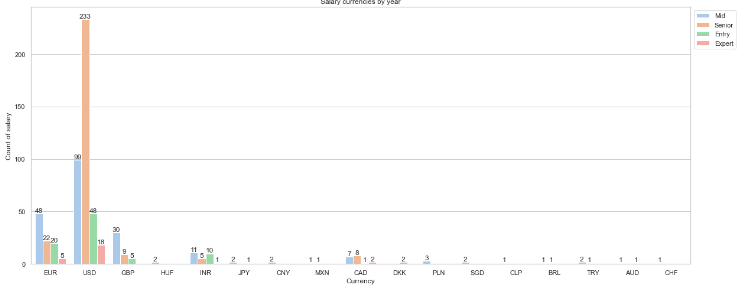 Salary currencies by year
Mid
Senior
Entry
Expert
Count of salary
200
150
100
50
0
48 22 20 5
99 233 48 18
30 9 5
2
11 5 10 1
2 1
2
1 1
7 8 1
2 2
3
2
1
1 1
2 1
1 1
1
EUR USD GBP HUF INR JPY CNY MXN CAD DKK PLN SGD CLP BRL TRY AUD CHF
Currency